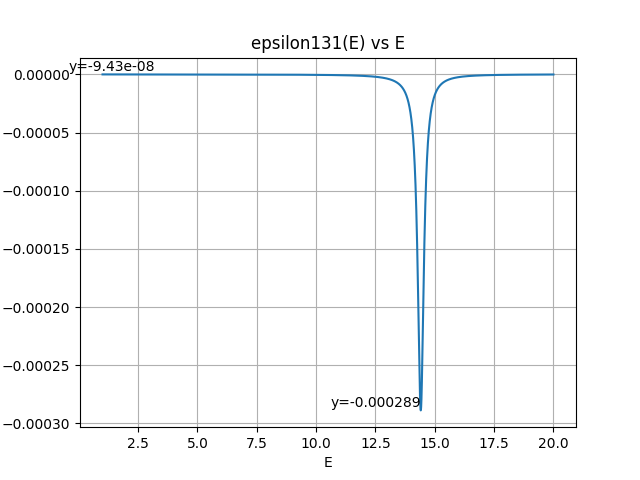 epsilon131(E) vs E
y=-9.43e-08
0.00000
−0.00005
−0.00010
−0.00015
−0.00020
−0.00025
y=-0.000289
−0.00030
2.5 5.0 7.5 10.0 12.5 15.0 17.5 20.0
E